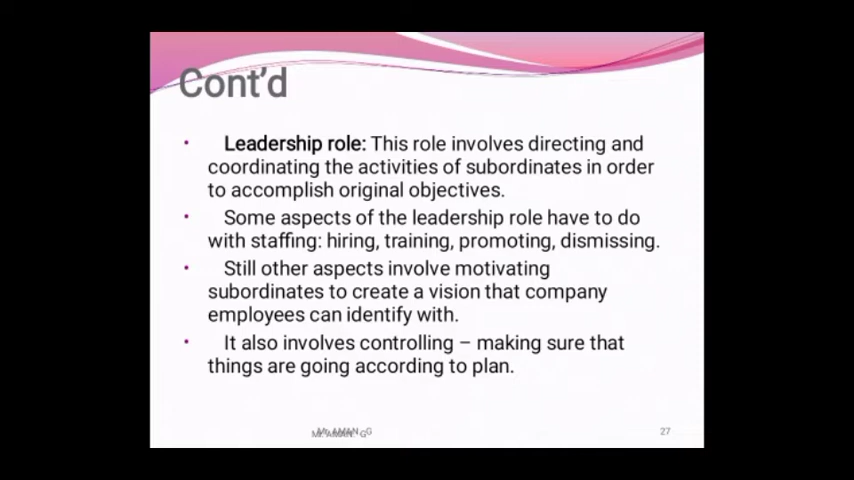 Cont'd
• Leadership role: This role involves directing and
coordinating the activities of subordinates in order
to accomplish original objectives.
• Some aspects of the leadership role have to do
with staffing: hiring, training, promoting, dismissing.
• Still other aspects involve motivating
subordinates to create a vision that company
employees can identify with.
• It also involves controlling – making sure that
things are going according to plan.
Mr. AMAN. G
27